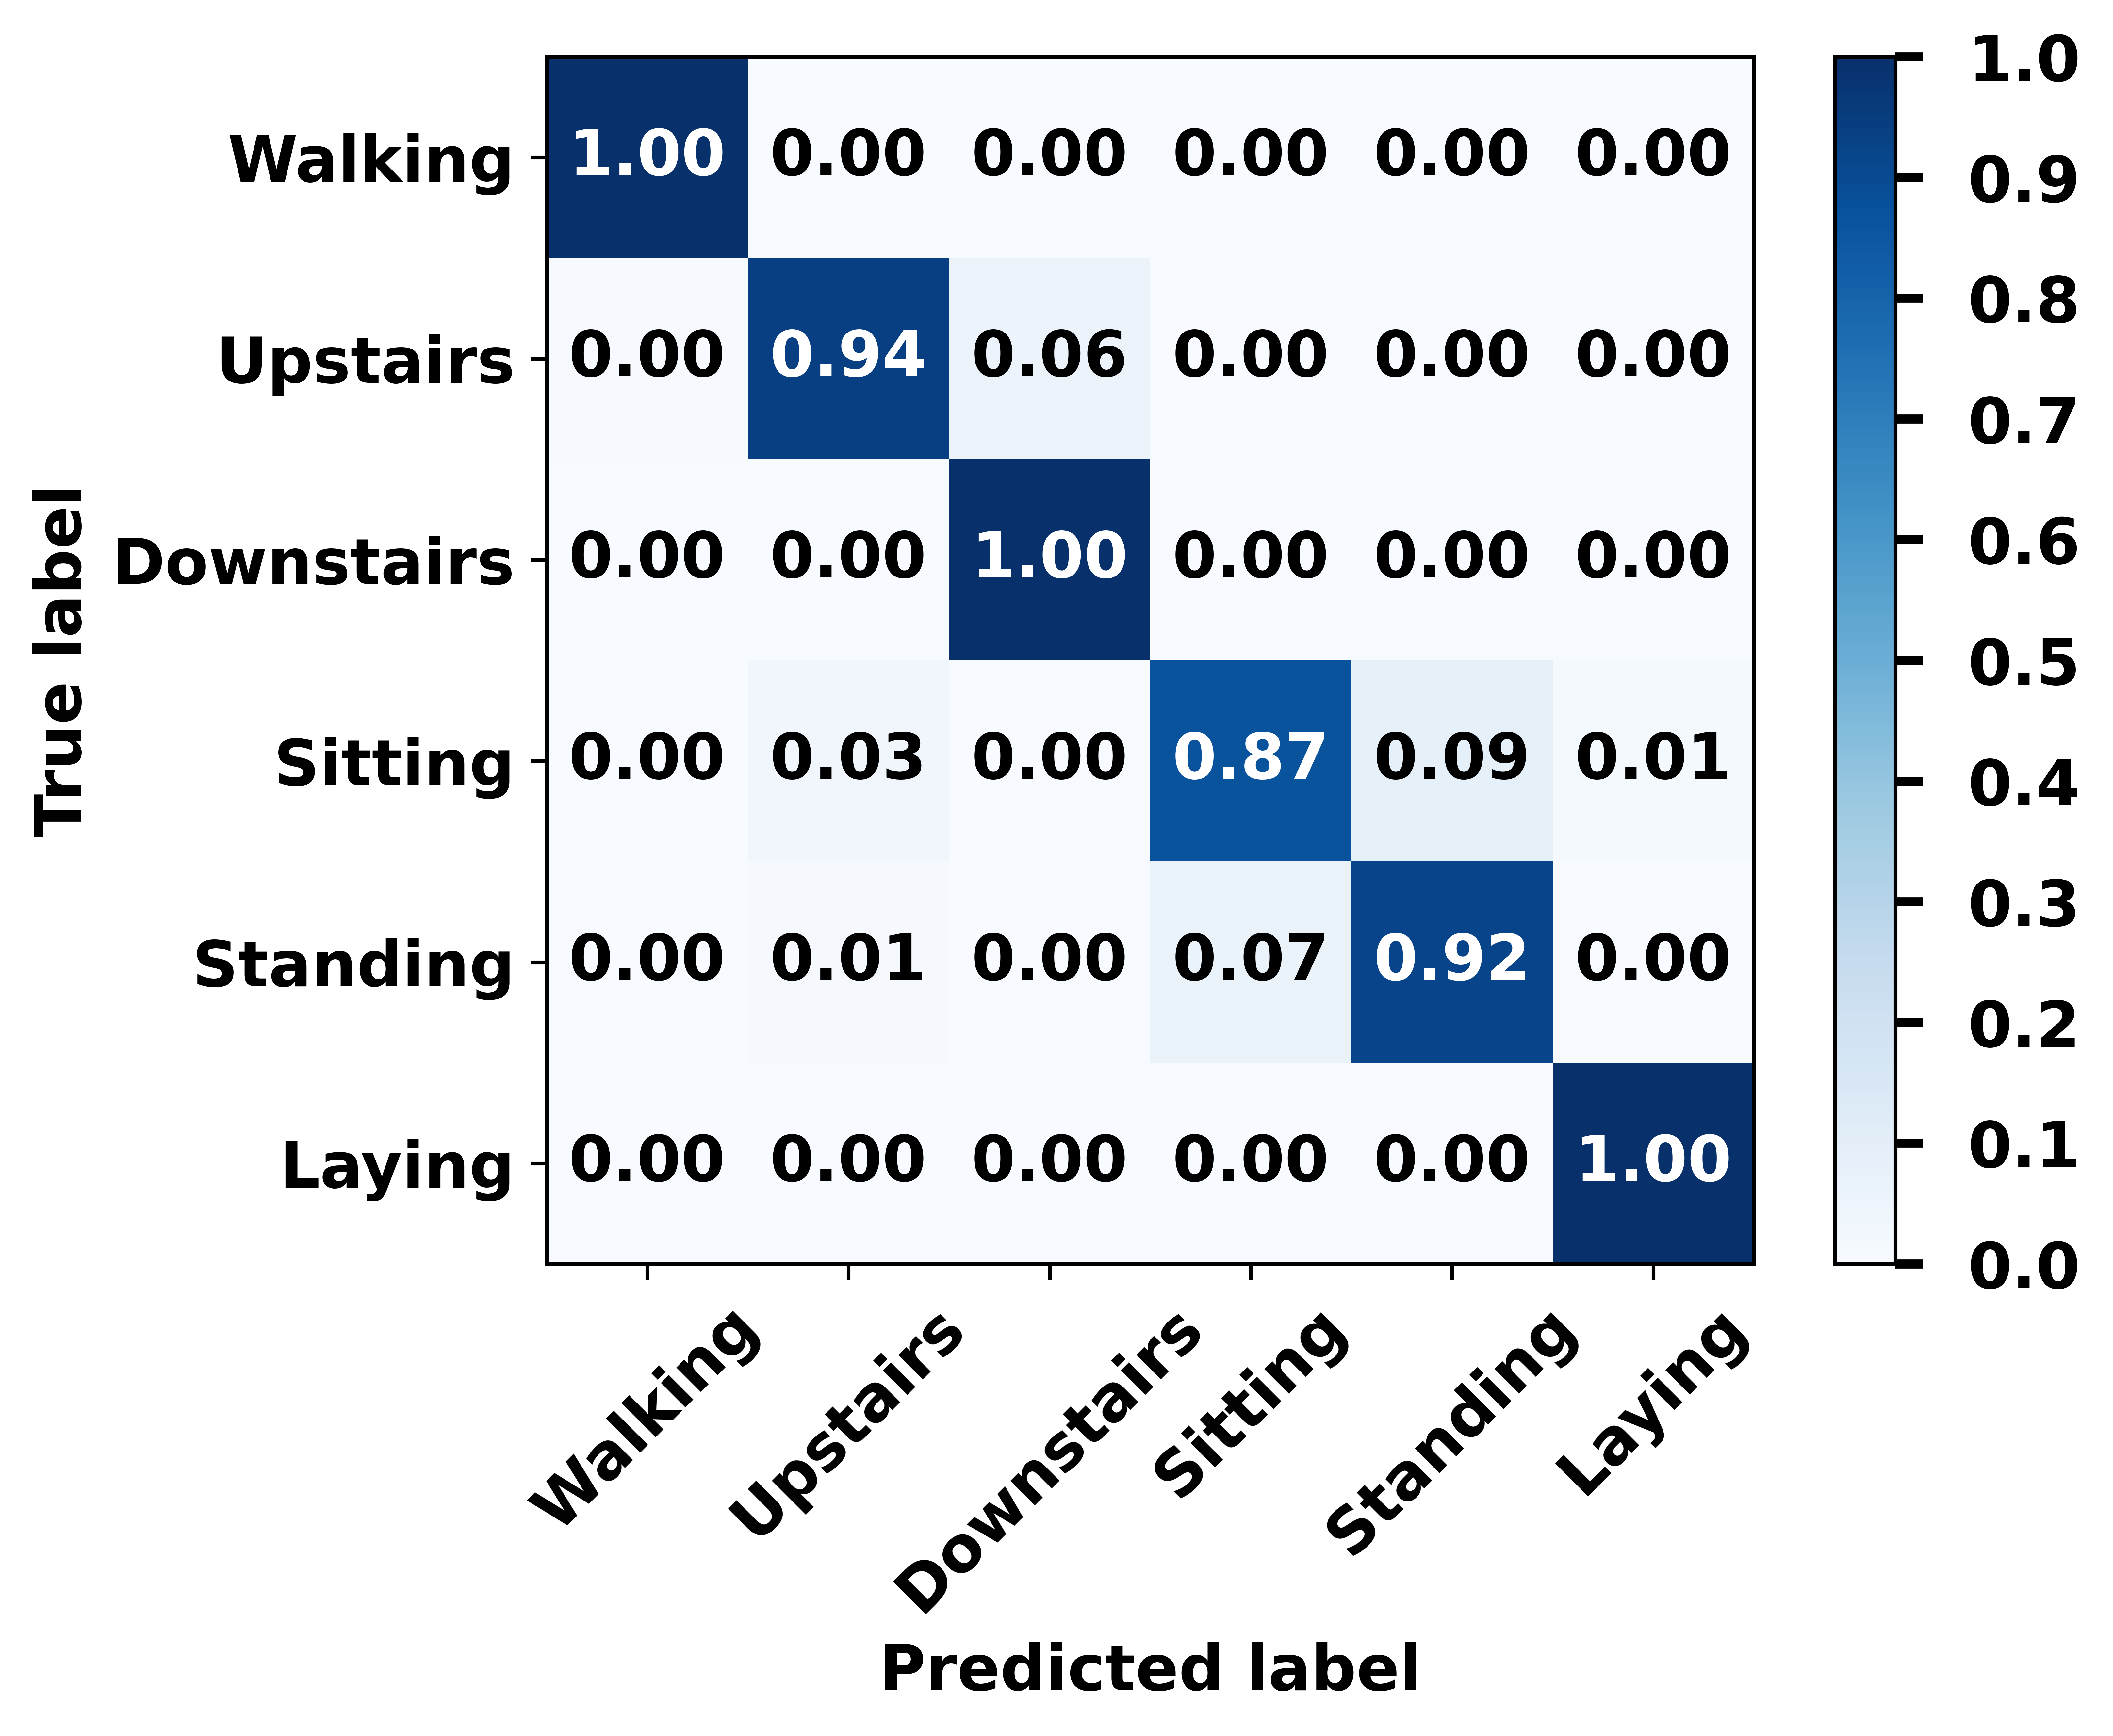 True label
Walking 1.00 0.00 0.00 0.00 0.00 0.00
Upstairs 0.00 0.94 0.06 0.00 0.00 0.00
Downstairs 0.00 0.00 1.00 0.00 0.00 0.00
Sitting 0.00 0.03 0.00 0.87 0.09 0.01
Standing 0.00 0.01 0.00 0.07 0.92 0.00
Laying 0.00 0.00 0.00 0.00 0.00 1.00
Walking Upstairs Downstairs Sitting Standing Laying
Predicted label
1.0
0.9
0.8
0.7
0.6
0.5
0.4
0.3
0.2
0.1
0.0